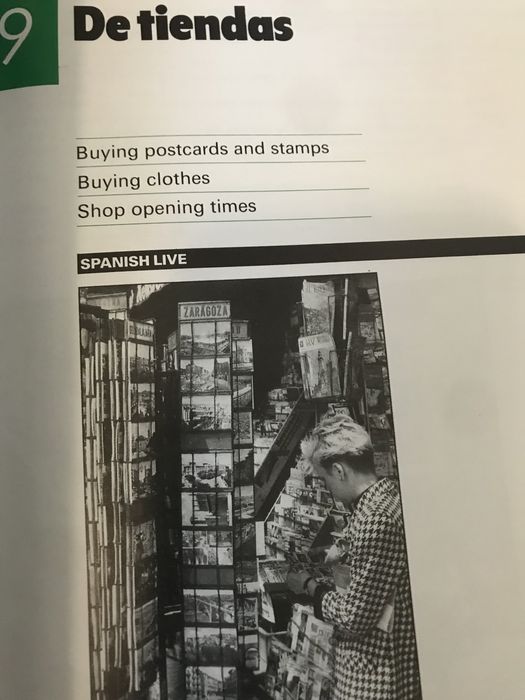 9
De tiendas
Buying postcards and stamps
Buying clothes
Shop opening times
SPANISH LIVE
ZARAGOZA